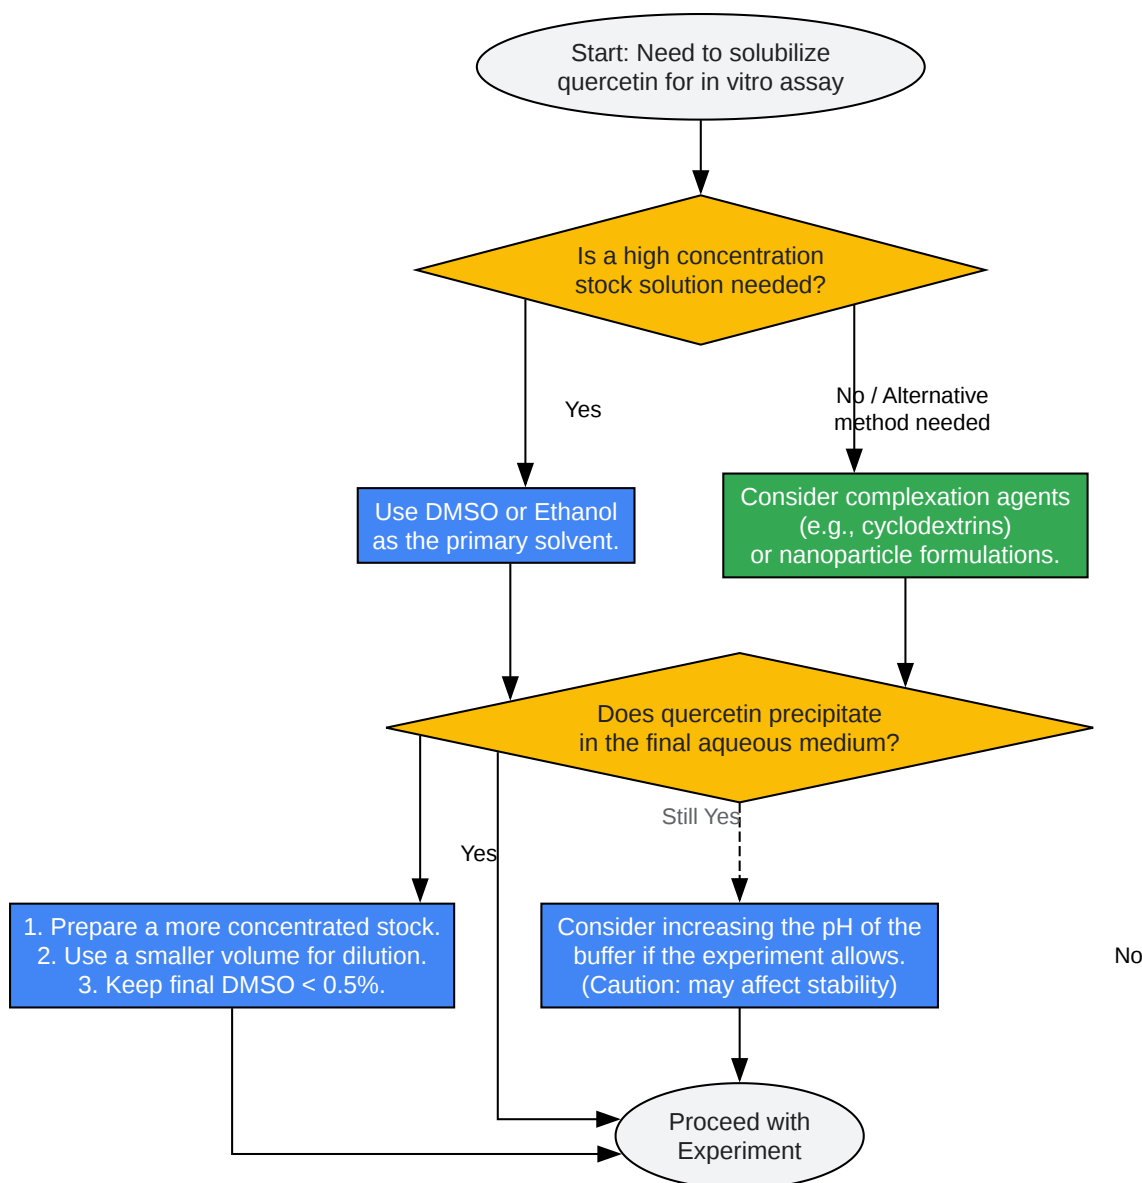 Start: Need to solubilize
quercetin for in vitro assay
Is a high concentration
stock solution needed?
Yes
No / Alternative
method needed
Use DMSO or Ethanol
as the primary solvent.
Consider complexation agents
(e.g., cyclodextrins)
or nanoparticle formulations.
Does quercetin precipitate
in the final aqueous medium?
Still Yes
Yes
1. Prepare a more concentrated stock.
2. Use a smaller volume for dilution.
3. Keep final DMSO < 0.5%.
Consider increasing the pH of the
buffer if the experiment allows.
(Caution: may affect stability)
No
Proceed with
Experiment